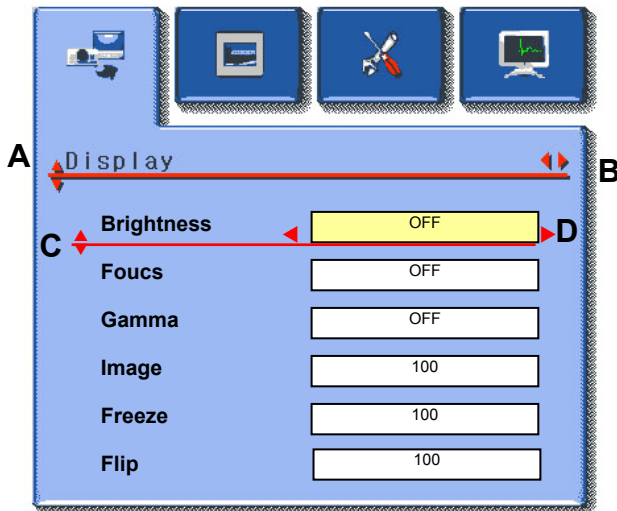 A Display B
Brightness OFF
C D
Foucs OFF
Gamma OFF
Image 100
Freeze 100
Flip 100